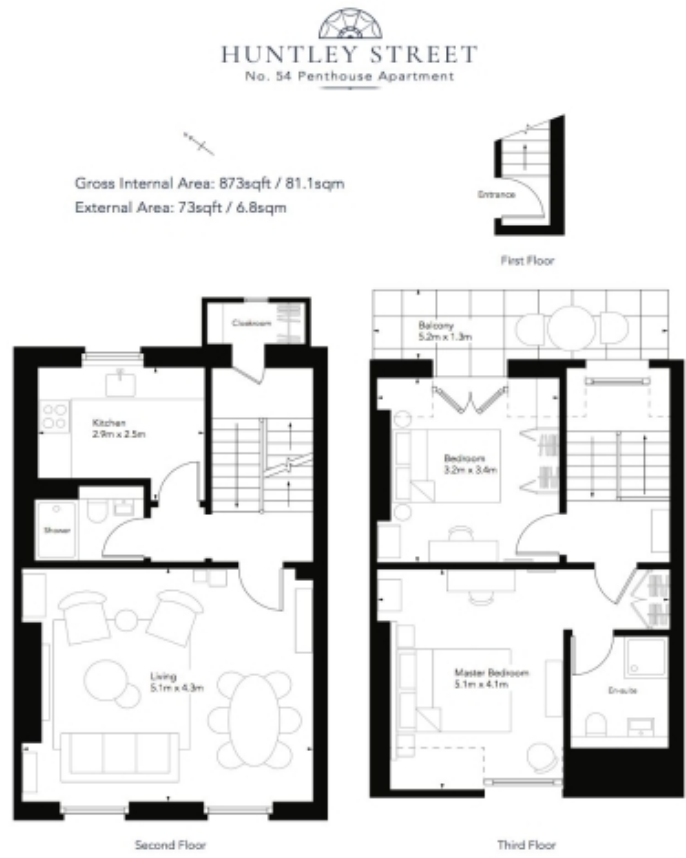 HUNTLEY STREET
No. 54 Penthouse Apartment
Gross Internal Area: 873sqft / 81.1sqm
External Area: 73sqft / 6.8sqm
Entrance
First Floor
Cloakroom
Kitchen
2.9m x 2.5m
Shower
Living
5.1m x 4.3m
Second Floor
Balcony
5.2m x 1.3m
Bedroom
3.2m x 3.4m
Master Bedroom
5.1m x 4.1m
En-suite
Third Floor